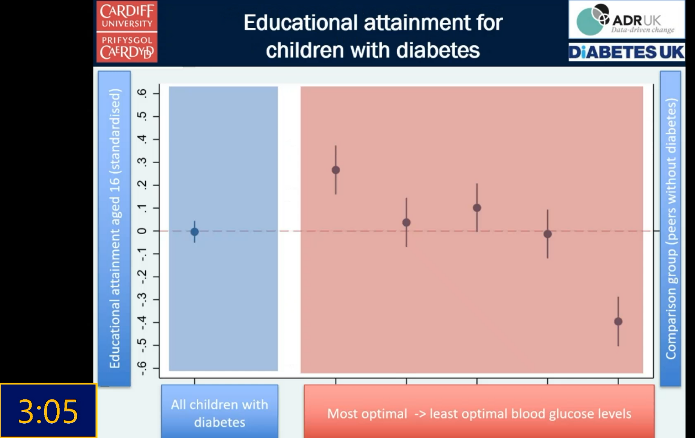 CARDIFF
UNIVERSITY
PRIFYSGOL
CAERDYDD
Educational attainment for
children with diabetes
ADR UK
Data-driven change
DIABETES UK
Educational attainment aged 16 (standardised)
.6
.5
.4
.3
.2
.1
0
-.1
-.2
-.3
-.4
-.5
-.6
Comparison group (peers without diabetes)
All children with
diabetes
Most optimal -> least optimal blood glucose levels
3:05